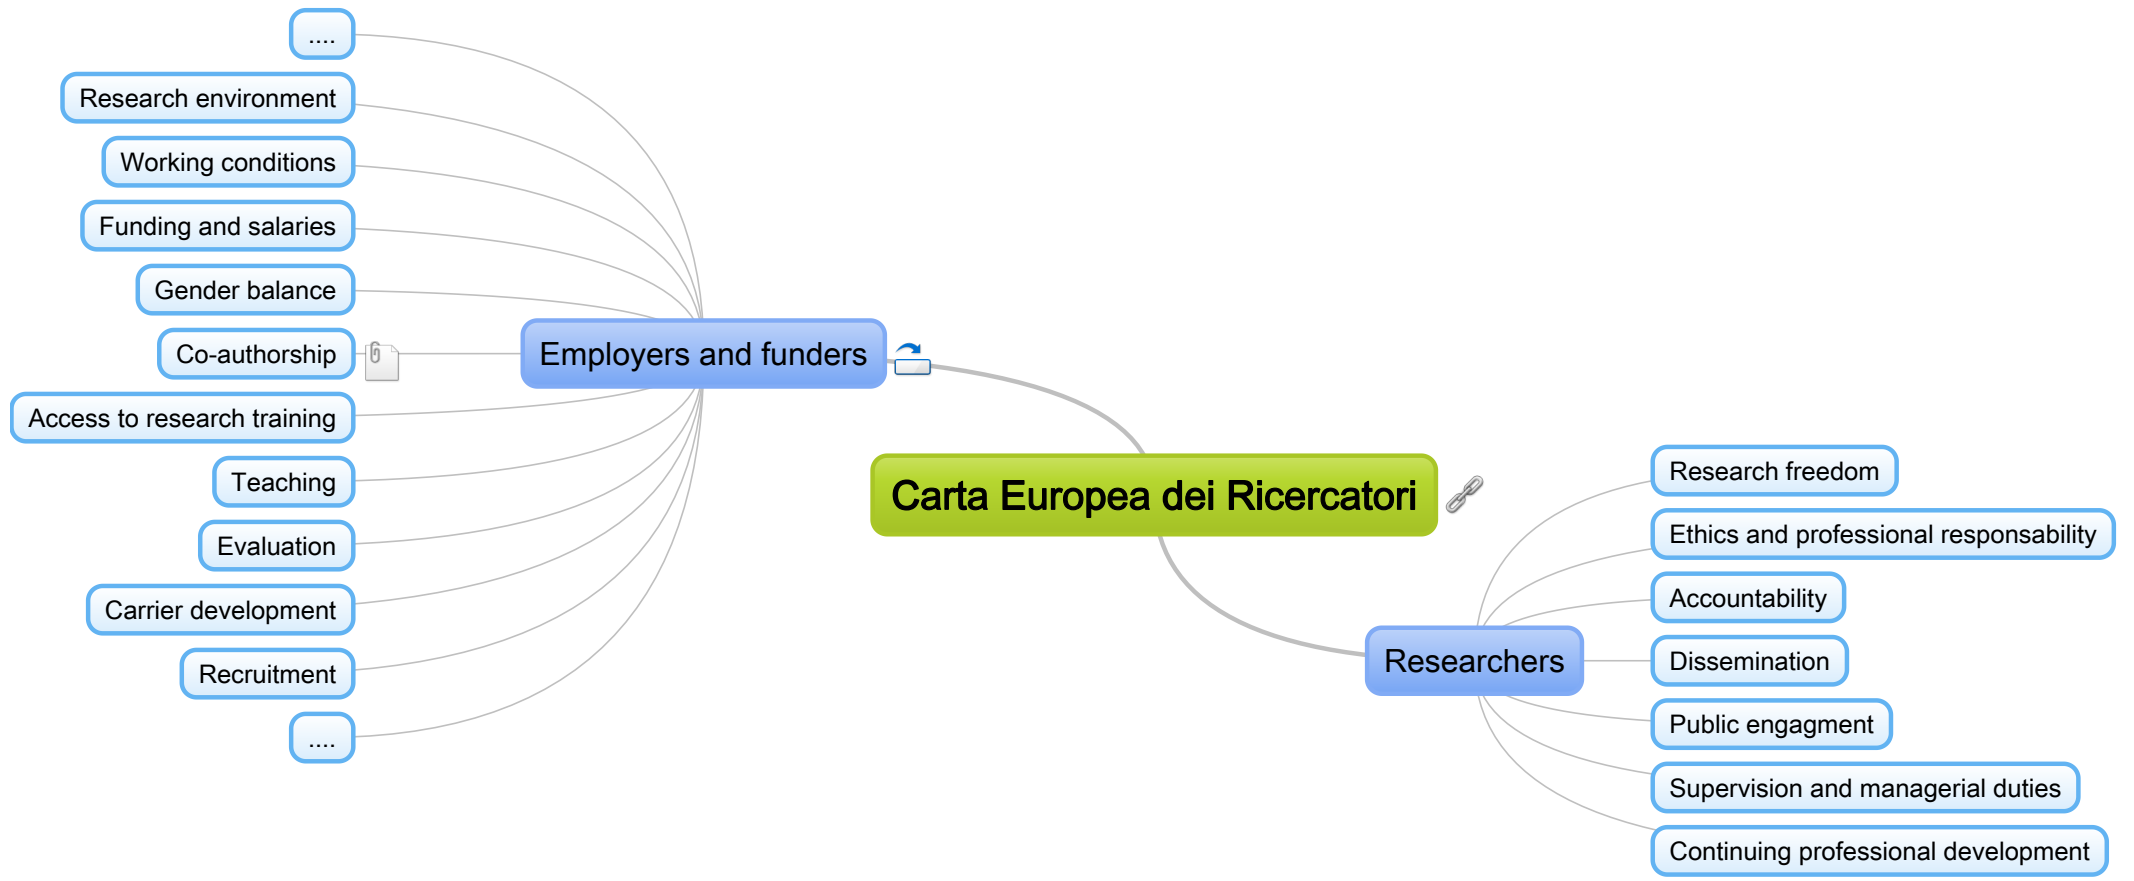 ....
Research environment
Working conditions
Funding and salaries
Gender balance
Co-authorship
Access to research training
Teaching
Evaluation
Carrier development
Recruitment
....
Employers and funders
Carta Europea dei Ricercatori
Researchers
Research freedom
Ethics and professional responsability
Accountability
Dissemination
Public engagment
Supervision and managerial duties
Continuing professional development